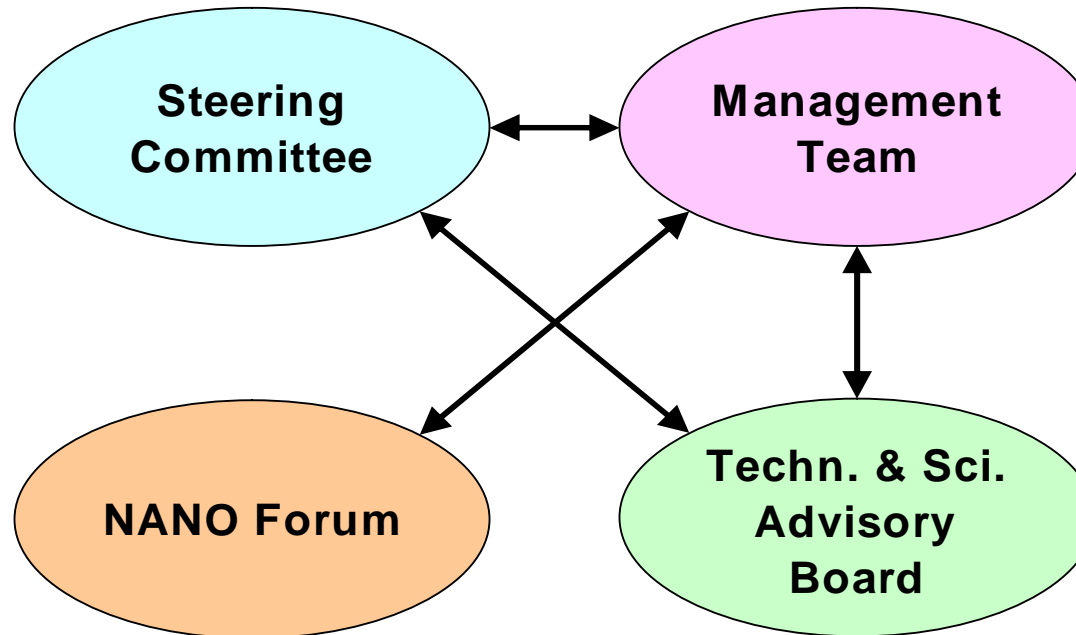 Steering
Committee
Management
Team
NANO Forum
Techn. & Sci.
Advisory
Board